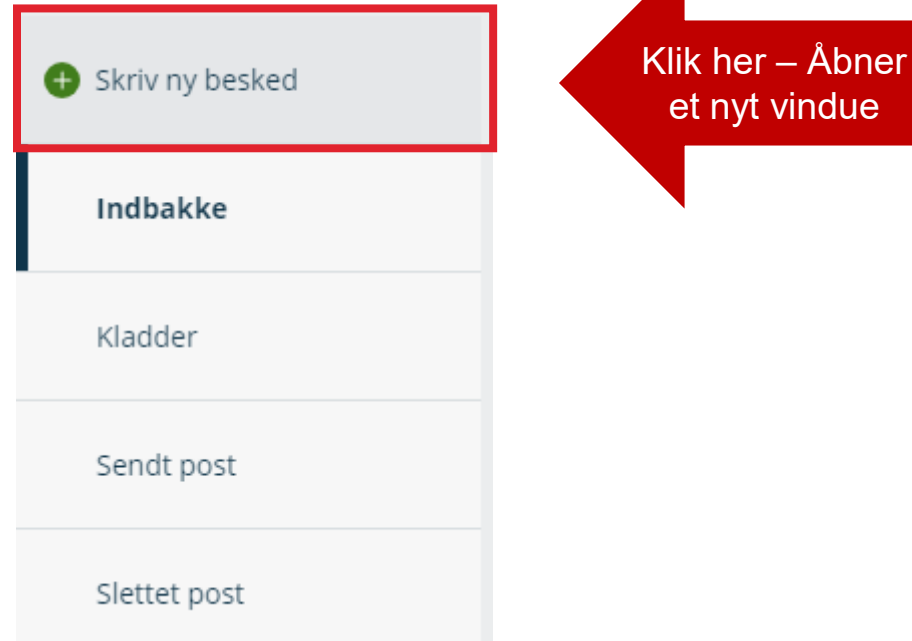 Skriv ny besked
Klik her – Åbner
et nyt vindue
Indbakke
Kladder
Sendt post
Slettet post